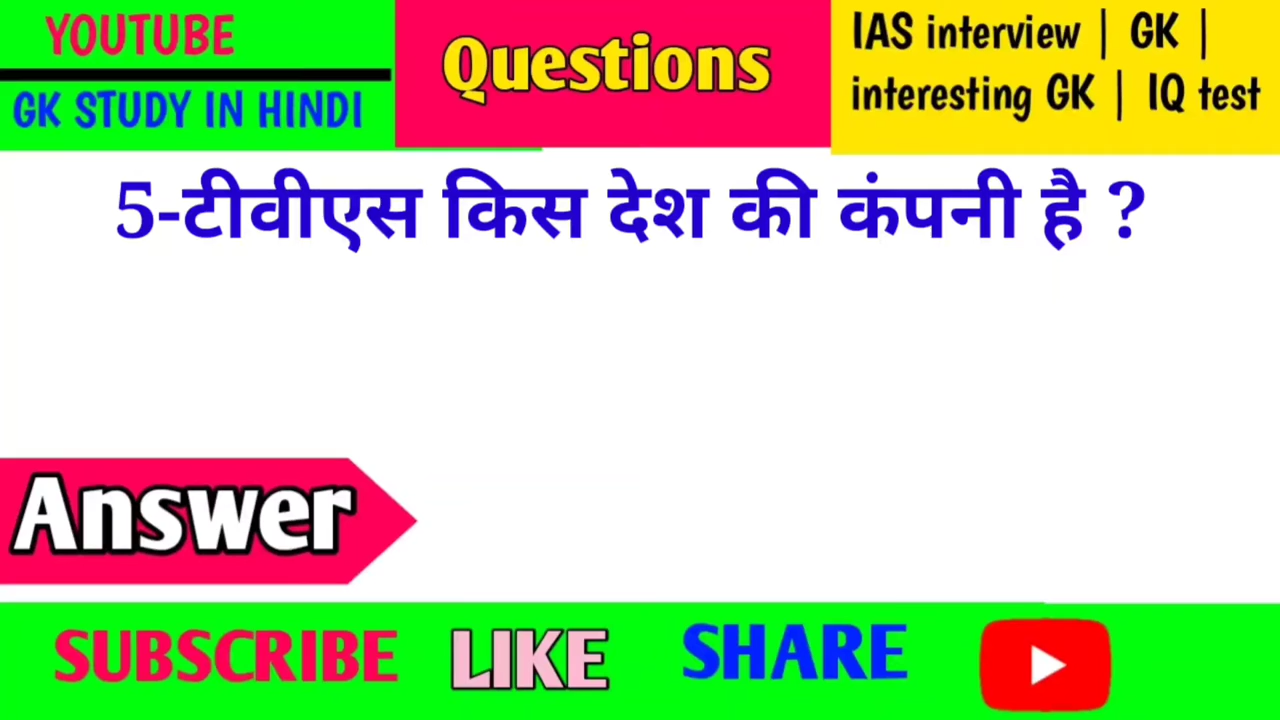 YOUTUBE
GK STUDY IN HINDI
Questions
IAS interview | GK |
interesting GK | IQ test
5-टीवीएस किस देश की कंपनी है ?
Answer
SUBSCRIBE LIKE SHARE